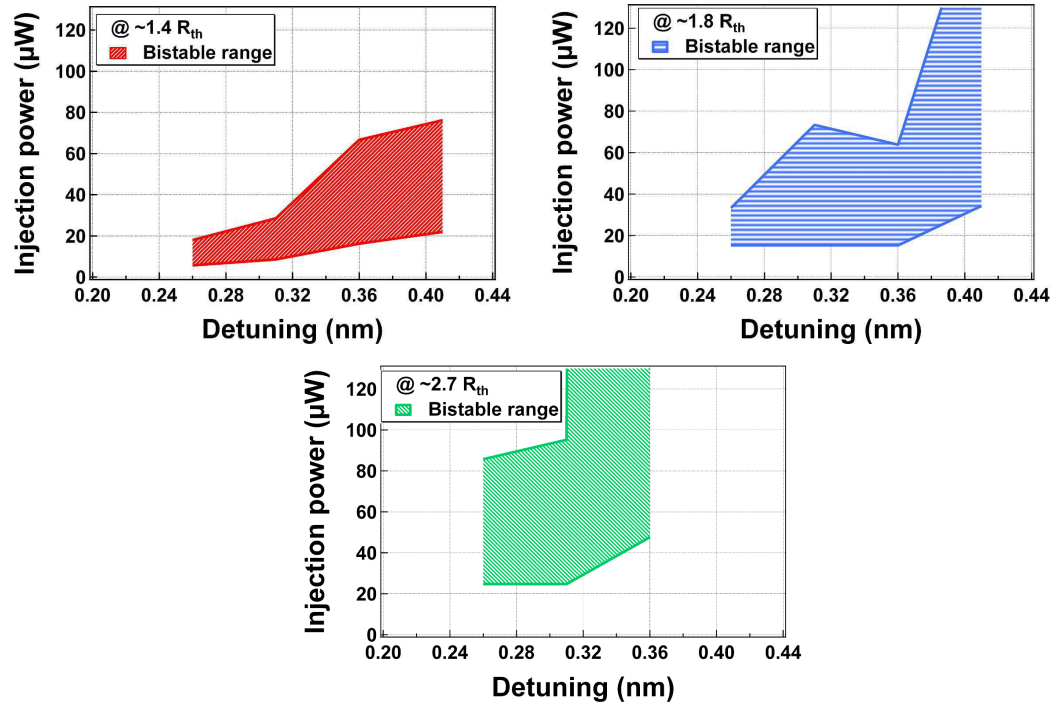 @ ~1.4 Rth
Bistable range
Injection power (µW)
120
100
80
60
40
20
0
0.20 0.24 0.28 0.32 0.36 0.40 0.44
Detuning (nm)
@ ~1.8 Rth
Bistable range
Injection power (µW)
120
100
80
60
40
20
0
0.20 0.24 0.28 0.32 0.36 0.40 0.44
Detuning (nm)
@ ~2.7 Rth
Bistable range
Injection power (µW)
120
100
80
60
40
20
0
0.20 0.24 0.28 0.32 0.36 0.40 0.44
Detuning (nm)